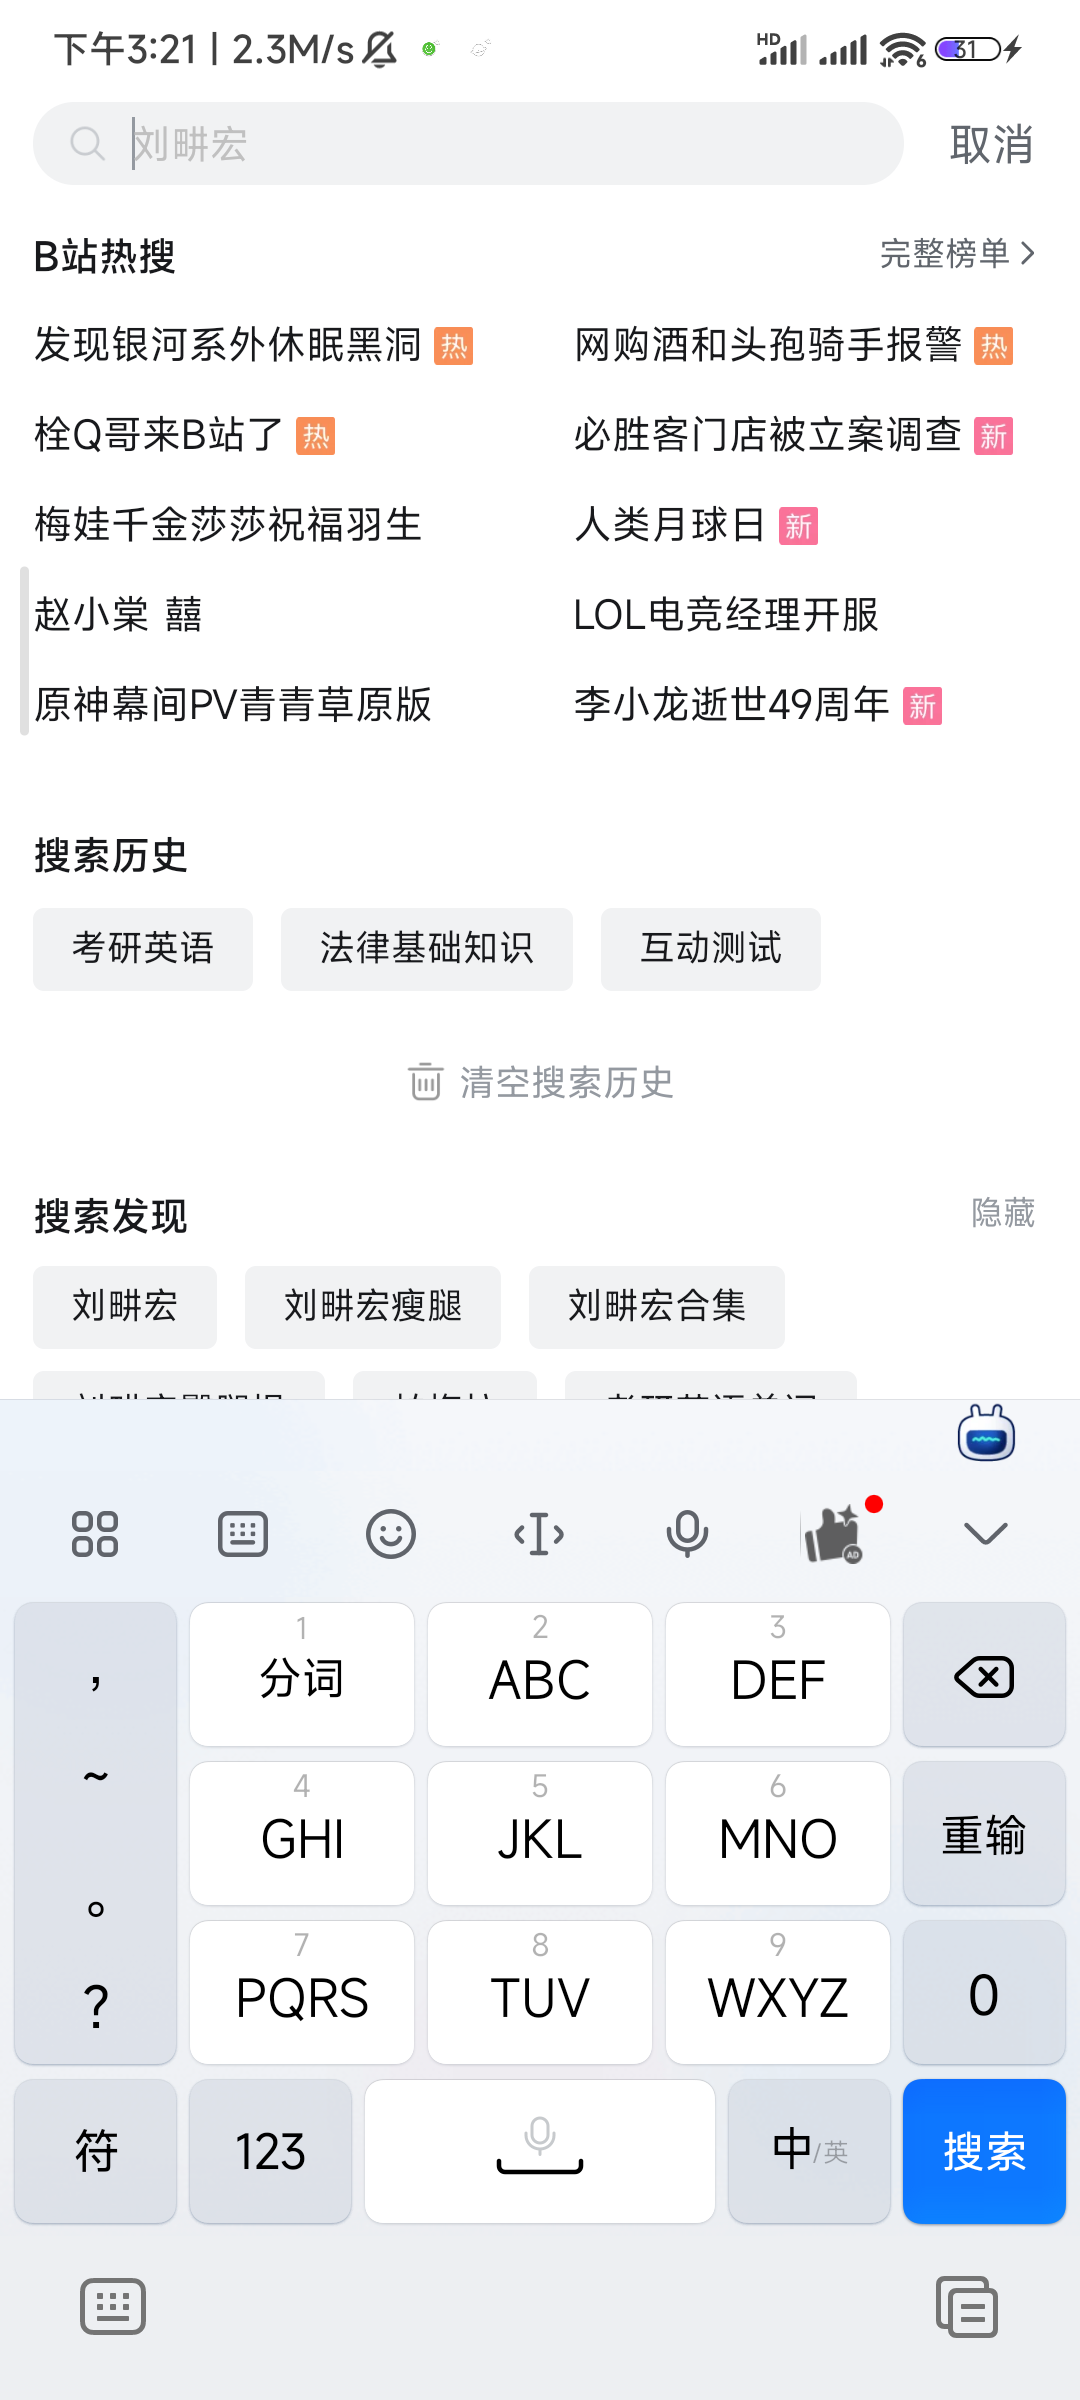 下午3:21 | 2.3M/s
HD
6
31
刘畊宏
取消
B站热搜
完整榜单
发现银河系外休眠黑洞 热
网购酒和头孢骑手报警 热
栓Q哥来B站了 热
必胜客门店被立案调查 新
梅娃千金莎莎祝福羽生
人类月球日 新
赵小棠 囍
LOL电竞经理开服
原神幕间PV青青草原版
李小龙逝世49周年 新
搜索历史
考研英语
法律基础知识
互动测试
清空搜索历史
搜索发现
隐藏
刘畊宏
刘畊宏瘦腿
刘畊宏合集
AD
，
1
分词
2
ABC
3
DEF
~
4
GHI
5
JKL
6
MNO
重输
。
7
PQRS
8
TUV
9
WXYZ
0
?
符
123
中/英
搜索